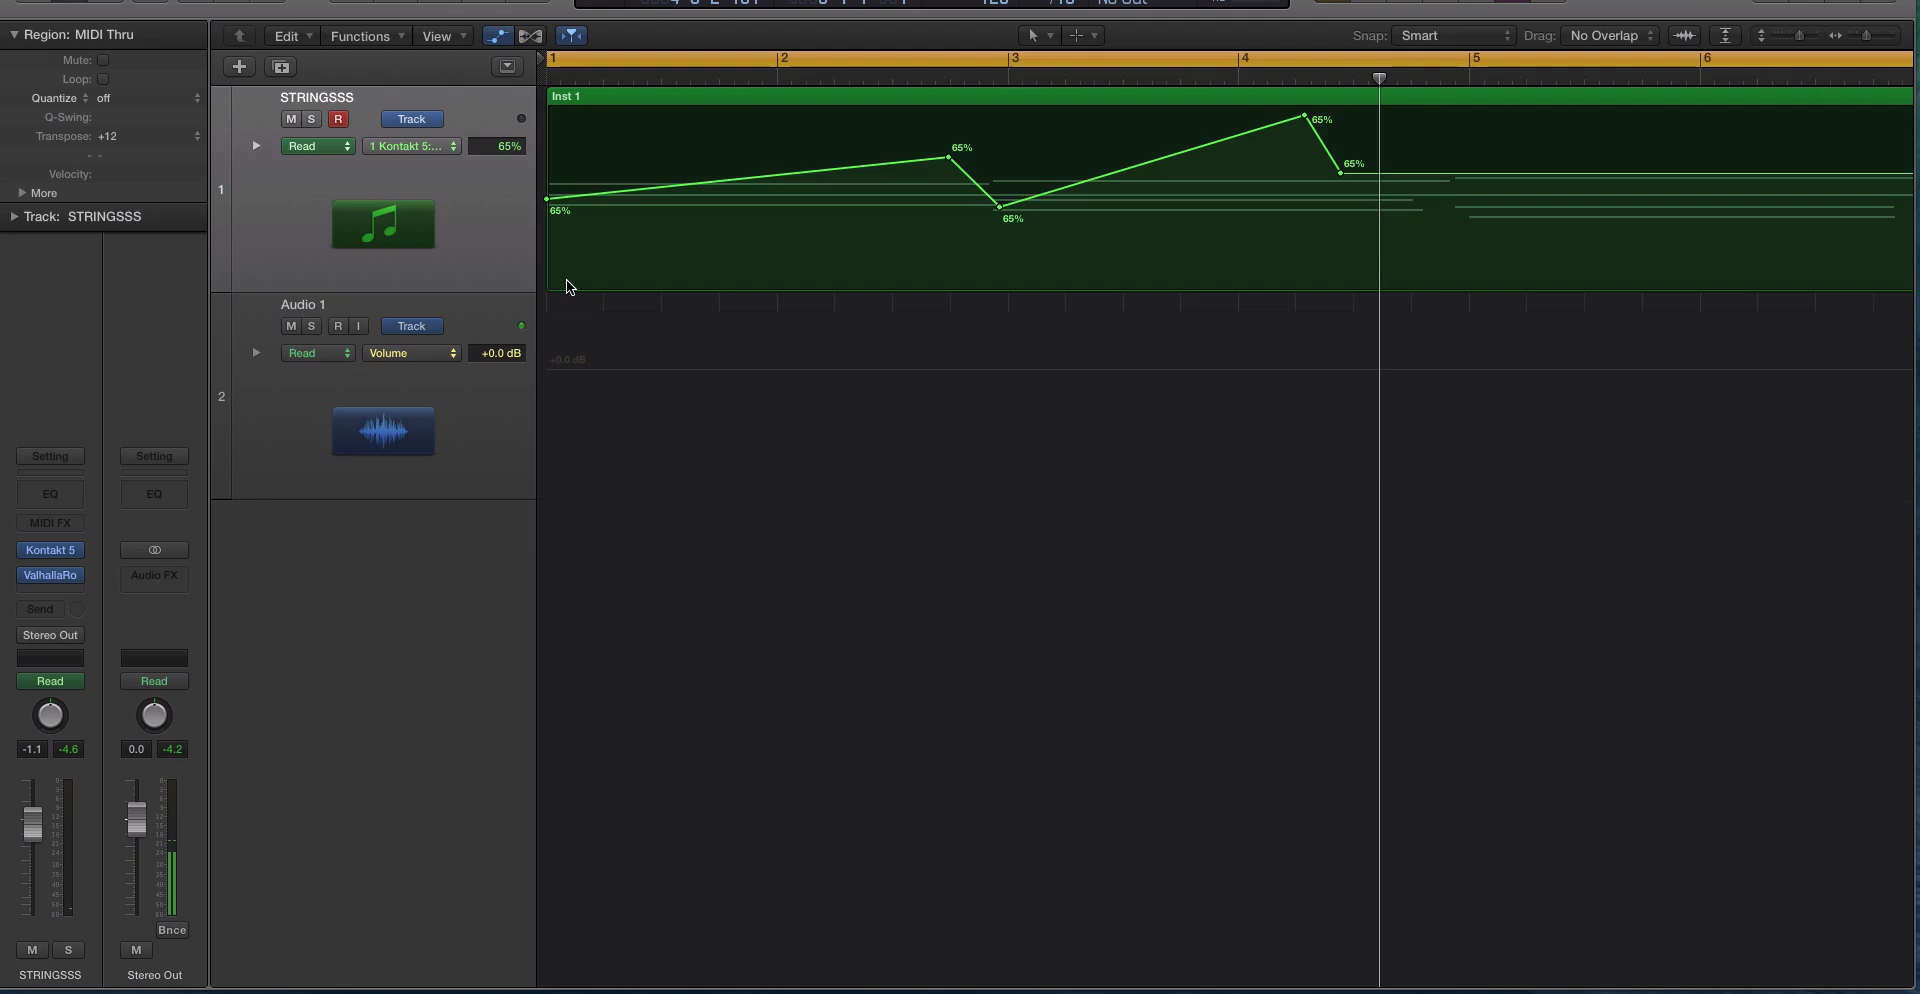 Region: MIDI Thru
Mute:
Loop:
Quantize off
Q-Swing:
Transpose: +12
- -
Velocity:
More
Track: STRINGSSS
Setting Setting
EQ EQ
MIDI FX
Kontakt 5
ValhallaRo Audio FX
Send
Stereo Out
Read Read
-1.1 -4.6 0.0 -4.2
Bnce
M S M
STRINGSSS Stereo Out
Edit Functions View Snap: Smart Drag: No Overlap
1 2 3 4 5 6
STRINGSSS
M S R Track
Read 1 Kontakt 5:... 65%
1
Inst 1
65%
65%
65%
65%
65%
Audio 1
M S R I Track
Read Volume +0.0 dB
+0.0 dB
2